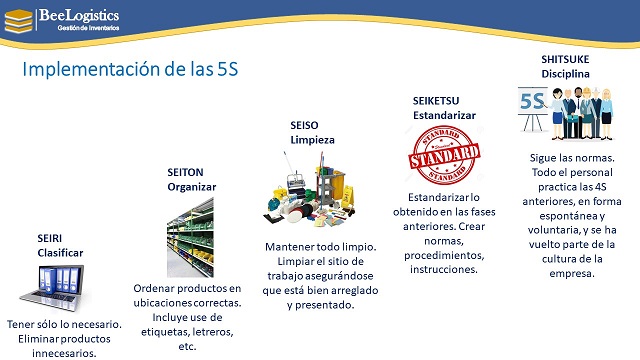 BeeLogistics
Gestión de Inventarios
Implementación de las 5S
SEIRI
Clasificar
Tener sólo lo necesario.
Eliminar productos
innecesarios.
SEITON
Organizar
Ordenar productos en
ubicaciones correctas.
Incluye uso de
etiquetas, letreros,
etc.
SEISO
Limpieza
Mantener todo limpio.
Limpiar el sitio de
trabajo asegurándose
que está bien arreglado
y presentado.
SEIKETSU
Estandarizar
STANDARD
STANDARD
STANDARD
Estandarizar lo
obtenido en las fases
anteriores. Crear
normas,
procedimientos,
instrucciones.
SHITSUKE
Disciplina
5S
Sigue las normas.
Todo el personal
practica las 4S
anteriores, en forma
espontánea y
voluntaria, y se ha
vuelto parte de la
cultura de la
empresa.